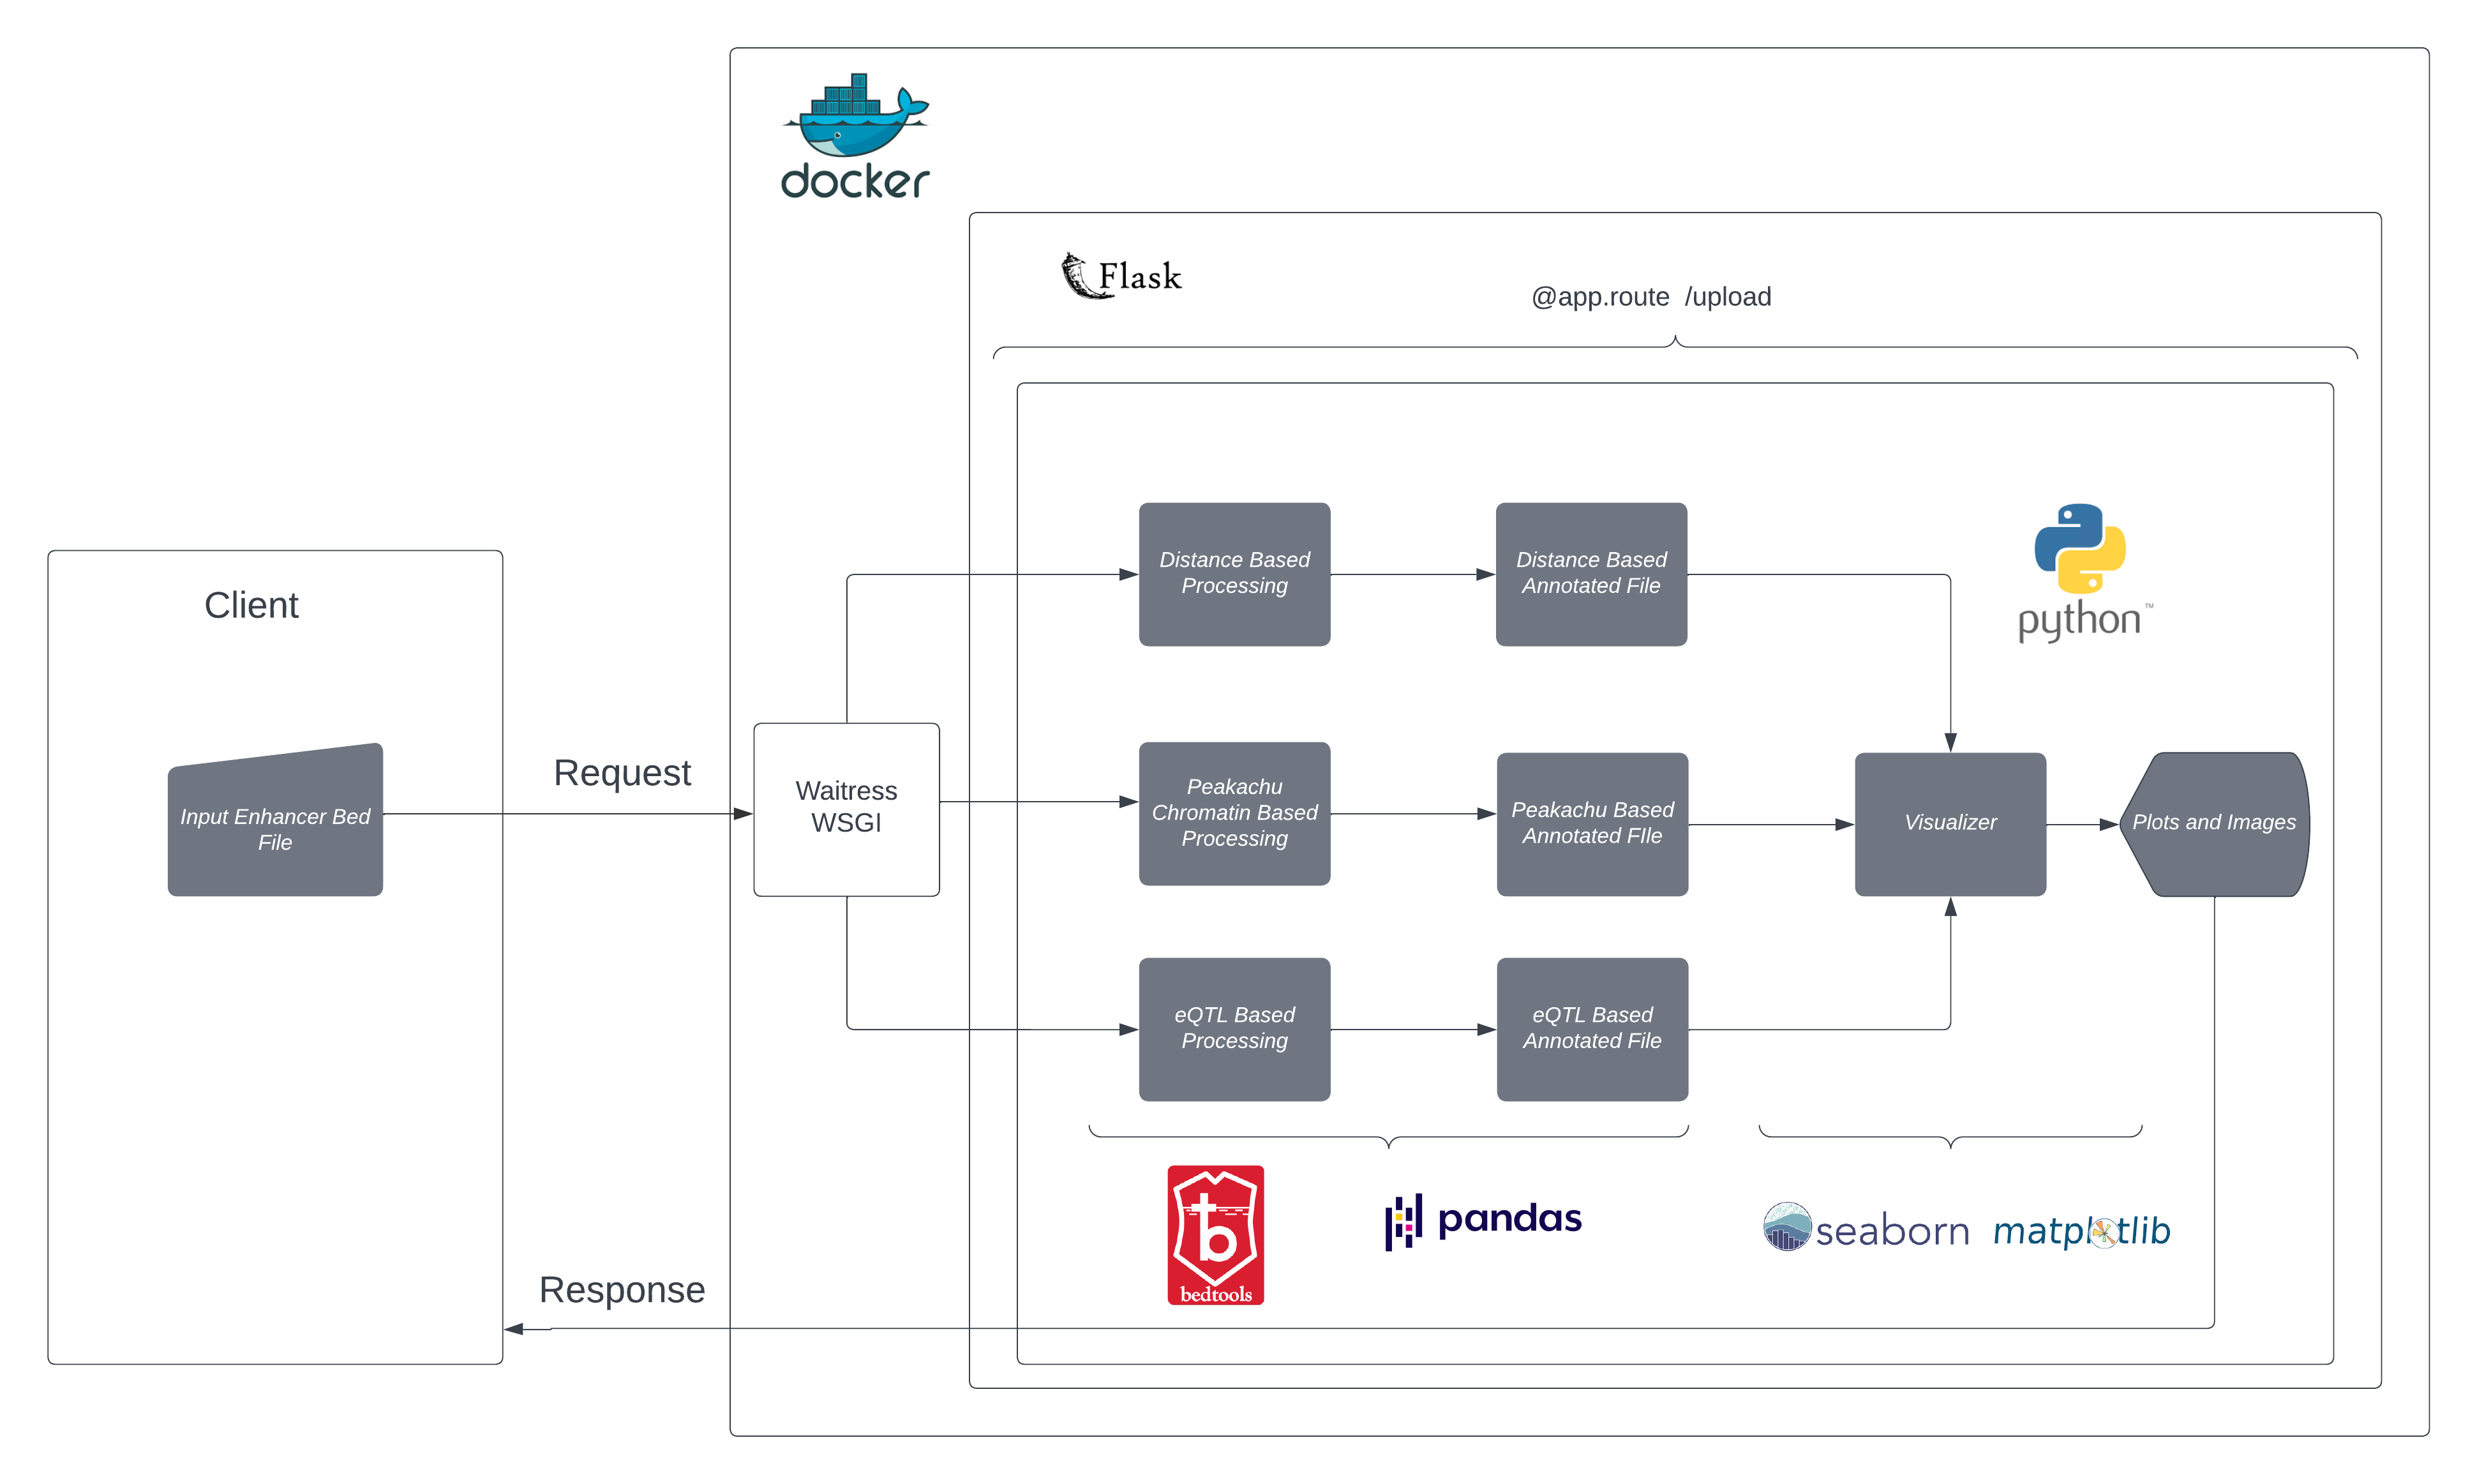 docker
Flask
@app.route /upload
Client
Distance Based
Processing
Distance Based
Annotated File
python™
Request
Input Enhancer Bed
File
Waitress
WSGI
Peakachu
Chromatin Based
Processing
Peakachu Based
Annotated FIle
Visualizer
Plots and Images
eQTL Based
Processing
eQTL Based
Annotated File
b
bedtools
pandas
seaborn
matplotlib
Response